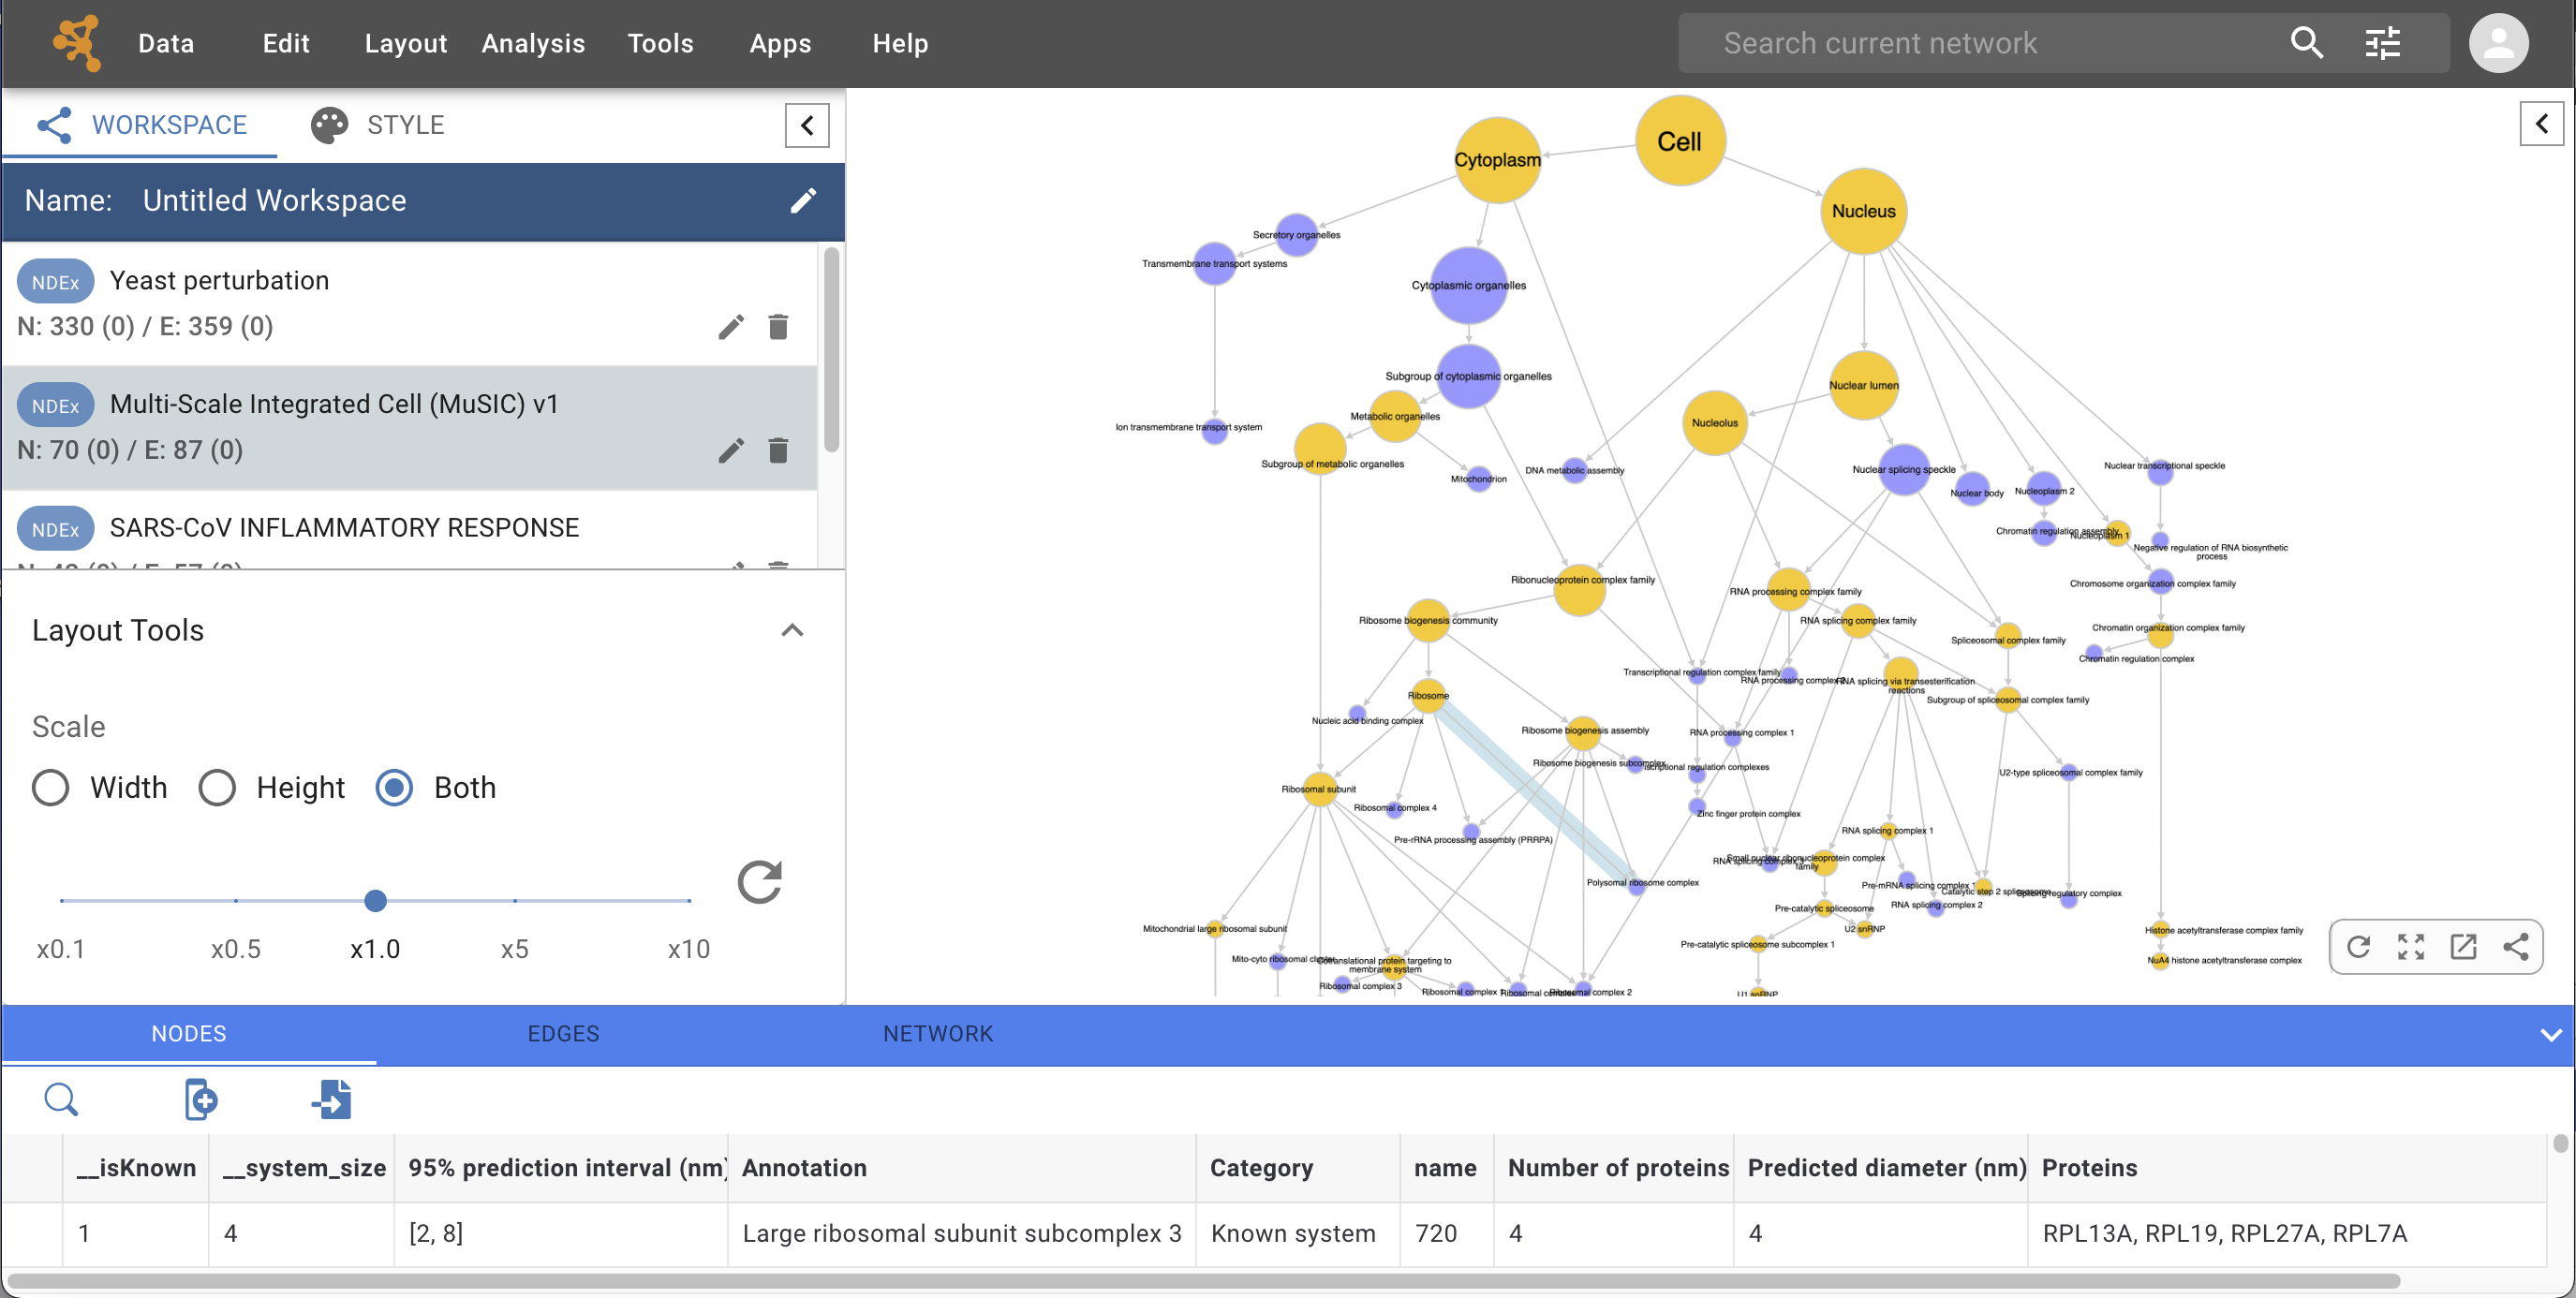 Data Edit Layout Analysis Tools Apps Help
Search current network
WORKSPACE
STYLE
Name: Untitled Workspace
NDEx Yeast perturbation
N: 330 (0) / E: 359 (0)
NDEx Multi-Scale Integrated Cell (MuSIC) v1
N: 70 (0) / E: 87 (0)
NDEx SARS-CoV INFLAMMATORY RESPONSE
Layout Tools
Scale
Width Height Both
x0.1 x0.5 x1.0 x5 x10
Cell
Cytoplasm
Nucleus
Secretory organelles
Transmembrane transport systems
Cytoplasmic organelles
Subgroup of cytoplasmic organelles
Nuclear lumen
Metabolic organelles
Nucleolus
Ion transmembrane transport system
Subgroup of metabolic organelles
Mitochondrion
DNA metabolic assembly
Nuclear splicing speckle
Nuclear transcriptional speckle
Nuclear body
Nucleoplasm 2
Chromatin regulation assembly
Nucleoplasm 1
Negative regulation of RNA biosynthetic
process
Ribonucleoprotein complex family
Chromosome organization complex family
RNA processing complex family
Ribosome biogenesis community
RNA splicing complex family
Chromatin organization complex family
Spliceosomal complex family
Chromatin regulation complex
Transcriptional regulation complex family
RNA processing complex
RNA splicing via transesterification
reactions
Ribosome
Subgroup of spliceosomal complex family
Nucleic acid binding complex
Ribosome biogenesis assembly
RNA processing complex 1
Ribosome biogenesis subcomplex
regulation complexes
U2-type spliceosomal complex family
Ribosomal subunit
Ribosomal complex 4
Zinc finger protein complex
Pre-rRNA processing assembly (PRRPA)
RNA splicing complex 1
RNA splicing complex 3
Small nuclear ribonucleoprotein complex
family
Polysomal ribosome complex
Pre-mRNA splicing complex 1
Catalytic step 2 spliceosome
Splicing regulatory complex
RNA splicing complex 2
Pre-catalytic spliceosome
Mitochondrial large ribosomal subunit
U2 snRNP
Histone acetyltransferase complex family
Pre-catalytic spliceosome subcomplex 1
Mito-cyto ribosomal cluster
Cotranslational protein targeting to
membrane system
NuA4 histone acetyltransferase complex
Ribosomal complex 3
Ribosomal complex 1
Ribosomal complex
Ribosomal complex 2
U1 snRNP
NODES EDGES NETWORK
__isKnown __system_size 95% prediction interval (nm) Annotation Category name Number of proteins Predicted diameter (nm) Proteins
1 4 [2, 8] Large ribosomal subunit subcomplex 3 Known system 720 4 4 RPL13A, RPL19, RPL27A, RPL7A